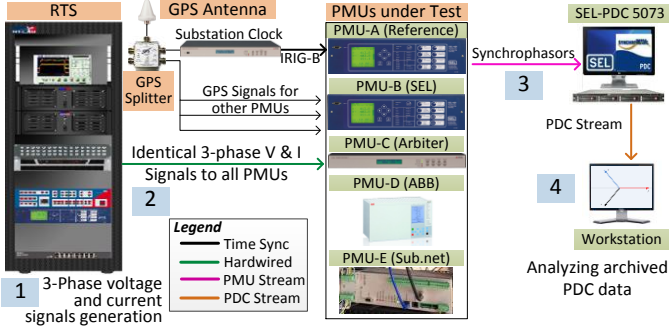 RTS
GPS Antenna
PMUs under Test
SEL-PDC 5073
Substation Clock
IRIG-B
GPS
Splitter
GPS Signals for
other PMUs
PMU-A (Reference)
PMU-B (SEL)
PMU-C (Arbiter)
PMU-D (ABB)
PMU-E (Sub.net)
Synchrophasors
3
SEL
PDC
PDC Stream
4
Workstation
Analyzing archived
PDC data
Identical 3-phase V & I
Signals to all PMUs
2
Legend
Time Sync
Hardwired
PMU Stream
PDC Stream
1
3-Phase voltage
and current
signals generation